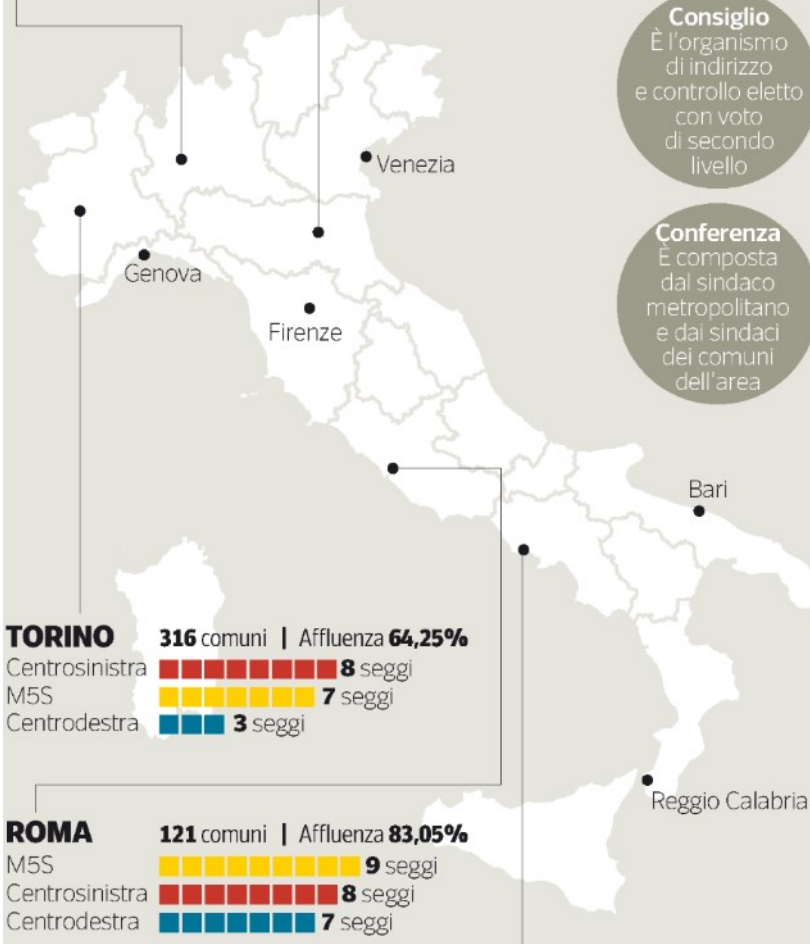 Consiglio
È l'organismo
di indirizzo
e controllo eletto
con voto
di secondo
livello
Venezia
Conferenza
È composta
dal sindaco
metropolitano
e dai sindaci
dei comuni
dell'area
Genova
Firenze
Bari
TORINO 316 comuni | Affluenza 64,25%
Centrosinistra 8 seggi
M5S 7 seggi
Centrodestra 3 seggi
Reggio Calabria
ROMA 121 comuni | Affluenza 83,05%
M5S 9 seggi
Centrosinistra 8 seggi
Centrodestra 7 seggi